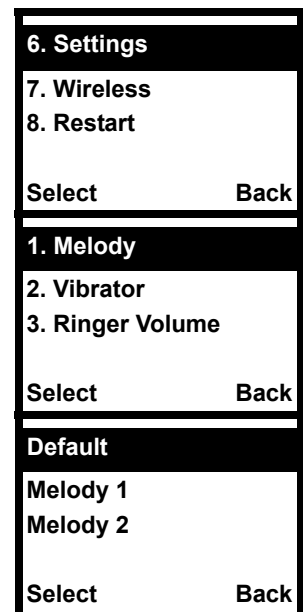 6. Settings
7. Wireless
8. Restart
Select Back
1. Melody
2. Vibrator
3. Ringer Volume
Select Back
Default
Melody 1
Melody 2
Select Back